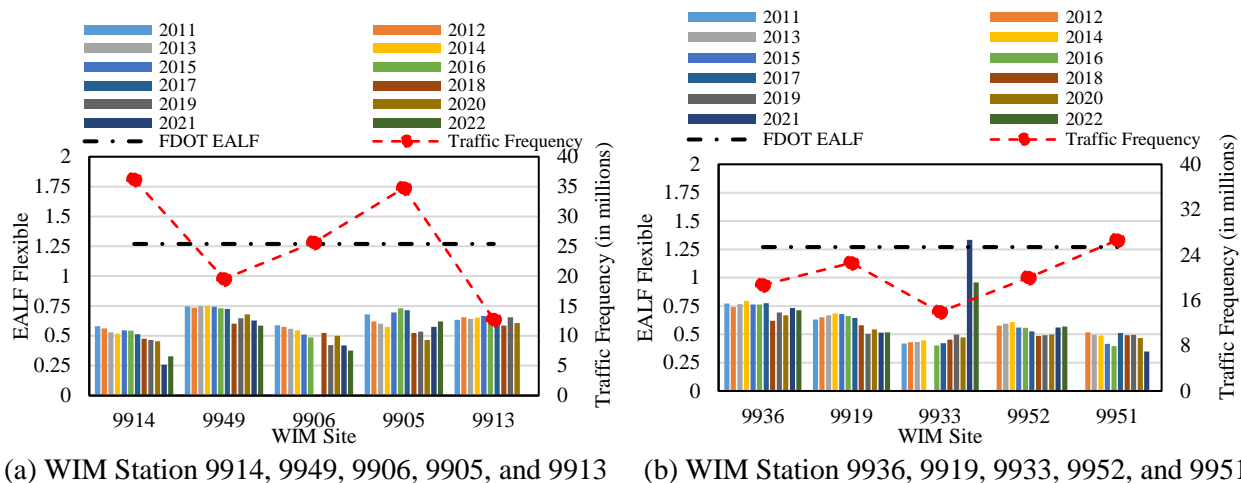 2011 2012
2013 2014
2015 2016
2017 2018
2019 2020
2021 2022
FDOT EALF Traffic Frequency
2 40
1.75 35
1.5 30
1.25 25
1 20
0.75 15
0.5 10
0.25 5
0 0
EALF Flexible
Traffic Frequency (in millions)
9914 9949 9906 9905 9913
WIM Site
(a) WIM Station 9914, 9949, 9906, 9905, and 9913
2011 2012
2013 2014
2015 2016
2017 2018
2019 2020
2021 2022
FDOT EALF Traffic Frequency
2 40
1.75
1.5 32
1.25
1 24
0.75 16
0.5
0.25 8
0 0
EALF Flexible
Traffic Frequency (in millions)
9936 9919 9933 9952 9951
WIM Site
(b) WIM Station 9936, 9919, 9933, 9952, and 9951